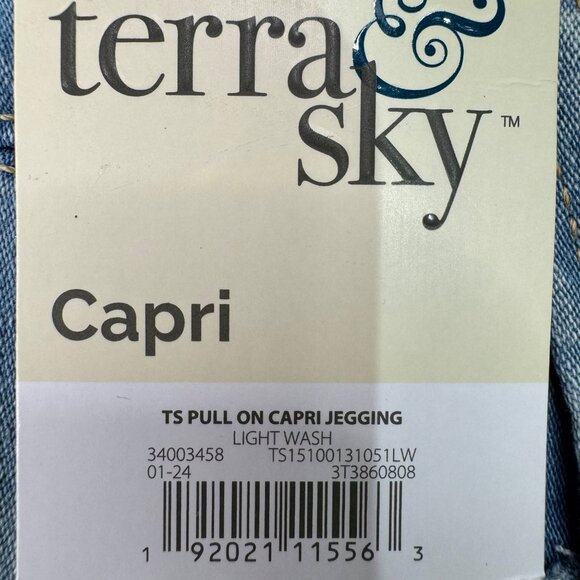 terra &
sky™
Capri
TS PULL ON CAPRI JEGGING
LIGHT WASH
34003458 TS15100131051LW
01-24 3T3860808
1 92021 11556 3